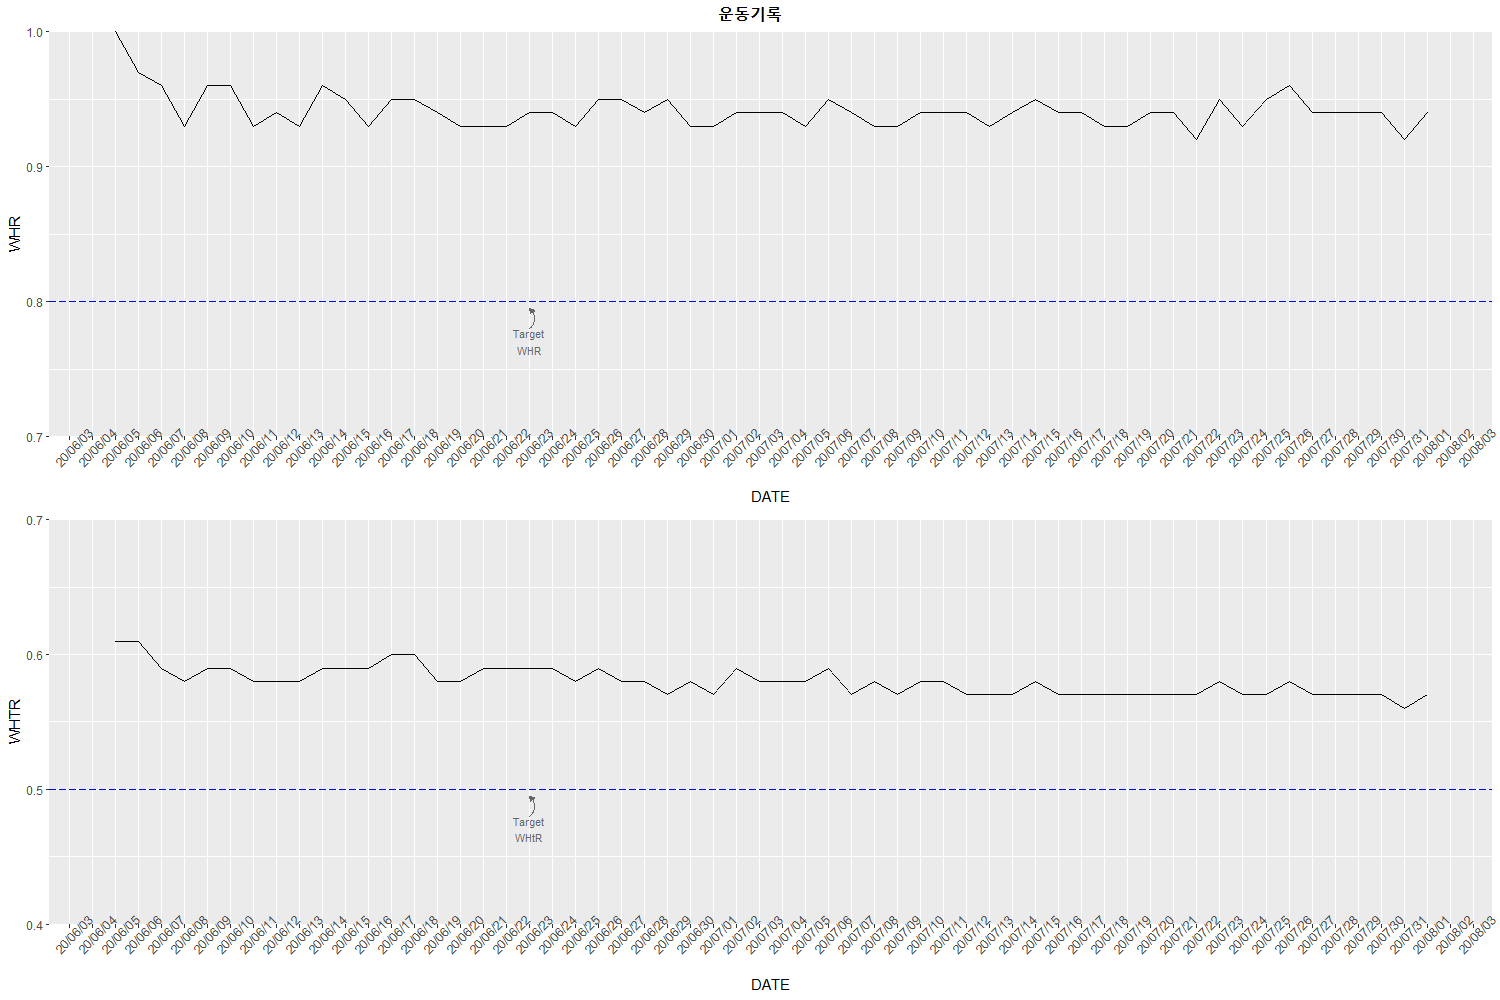 운동기록
WHR
1.0
0.9
0.8
0.7
Target
WHR
20/06/03 20/06/04 20/06/05 20/06/06 20/06/07 20/06/08 20/06/09 20/06/10 20/06/11 20/06/12 20/06/13 20/06/14 20/06/15 20/06/16 20/06/17 20/06/18 20/06/19 20/06/20 20/06/21 20/06/22 20/06/23 20/06/24 20/06/25 20/06/26 20/06/27 20/06/28 20/06/29 20/06/30 20/07/01 20/07/02 20/07/03 20/07/04 20/07/05 20/07/06 20/07/07 20/07/08 20/07/09 20/07/10 20/07/11 20/07/12 20/07/13 20/07/14 20/07/15 20/07/16 20/07/17 20/07/18 20/07/19 20/07/20 20/07/21 20/07/22 20/07/23 20/07/24 20/07/25 20/07/26 20/07/27 20/07/28 20/07/29 20/07/30 20/07/31 20/08/01 20/08/02 20/08/03
DATE
WHTR
0.7
0.6
0.5
0.4
Target
WHtR
20/06/03 20/06/04 20/06/05 20/06/06 20/06/07 20/06/08 20/06/09 20/06/10 20/06/11 20/06/12 20/06/13 20/06/14 20/06/15 20/06/16 20/06/17 20/06/18 20/06/19 20/06/20 20/06/21 20/06/22 20/06/23 20/06/24 20/06/25 20/06/26 20/06/27 20/06/28 20/06/29 20/06/30 20/07/01 20/07/02 20/07/03 20/07/04 20/07/05 20/07/06 20/07/07 20/07/08 20/07/09 20/07/10 20/07/11 20/07/12 20/07/13 20/07/14 20/07/15 20/07/16 20/07/17 20/07/18 20/07/19 20/07/20 20/07/21 20/07/22 20/07/23 20/07/24 20/07/25 20/07/26 20/07/27 20/07/28 20/07/29 20/07/30 20/07/31 20/08/01 20/08/02 20/08/03
DATE